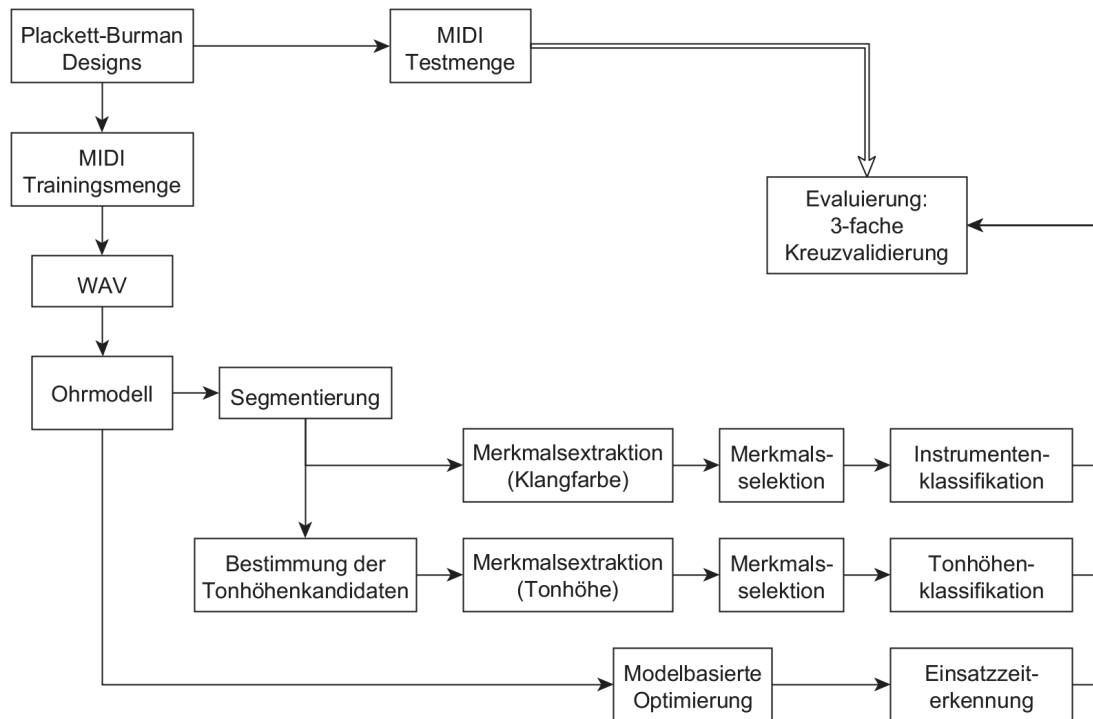 Plackett-Burman
Designs
MIDI
Testmenge
MIDI
Trainingsmenge
Evaluierung:
3-fache
Kreuzvalidierung
WAV
Ohrmodell
Segmentierung
Merkmalsextraktion
(Klangfarbe)
Merkmals-
selektion
Instrumenten-
klassifikation
Bestimmung der
Tonhöhenkandidaten
Merkmalsextraktion
(Tonhöhe)
Merkmals-
selektion
Tonhöhen-
klassifikation
Modelbasierte
Optimierung
Einsatzzeit-
erkennung